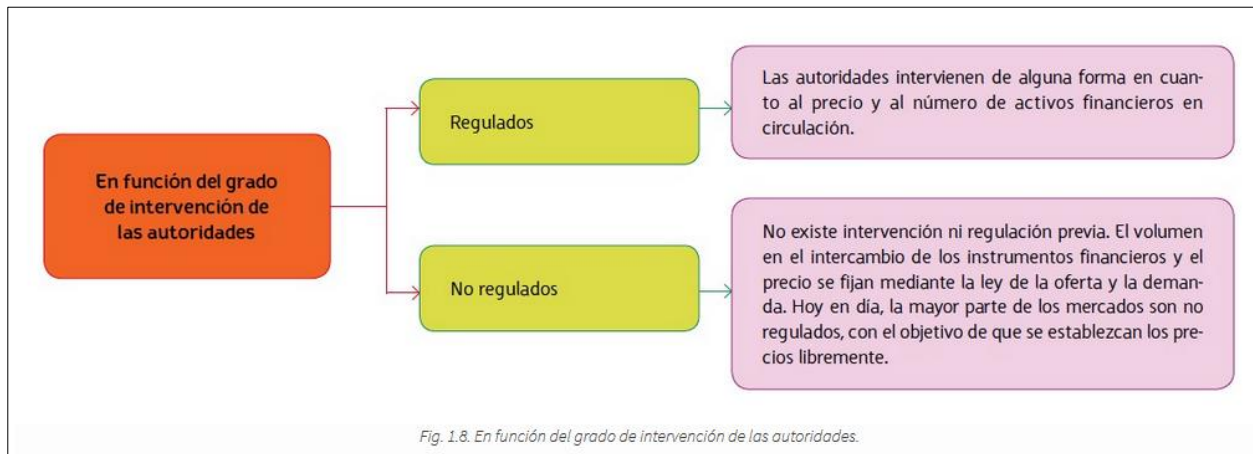 En función del grado
de intervención de
las autoridades
Regulados
Las autoridades intervienen de alguna forma en cuan-
to al precio y al número de activos financieros en
circulación.
No regulados
No existe intervención ni regulación previa. El volumen
en el intercambio de los instrumentos financieros y el
precio se fijan mediante la ley de la oferta y la deman-
da. Hoy en día, la mayor parte de los mercados son no
regulados, con el objetivo de que se establezcan los pre-
cios libremente.
Fig. 1.8. En función del grado de intervención de las autoridades.